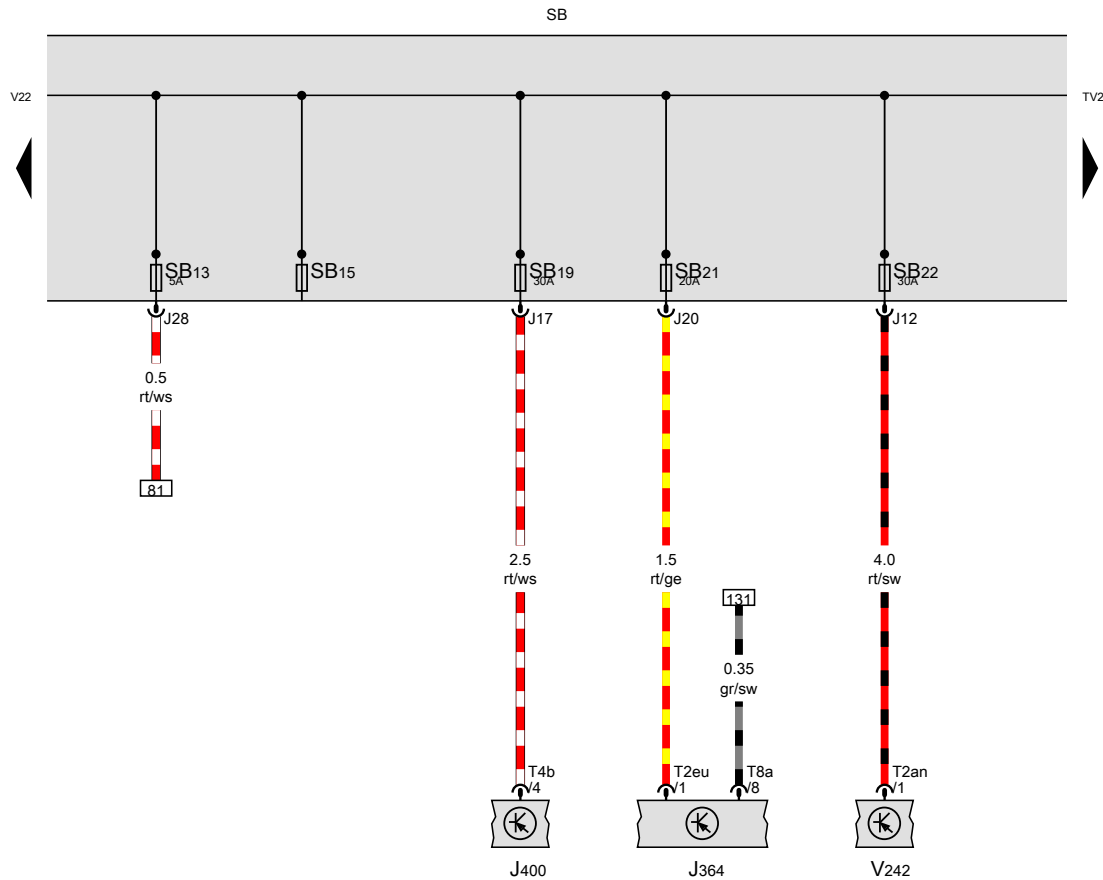 SB
V22
TV2
SB13
5A
SB15
SB19
30A
SB21
20A
SB22
30A
J28
J17
J20
J12
0.5
rt/ws
81
2.5
rt/ws
1.5
rt/ge
4.0
rt/sw
131
0.35
gr/sw
T4b
/4
T2eu
/1
T8a
/8
T2an
/1
J400
J364
V242